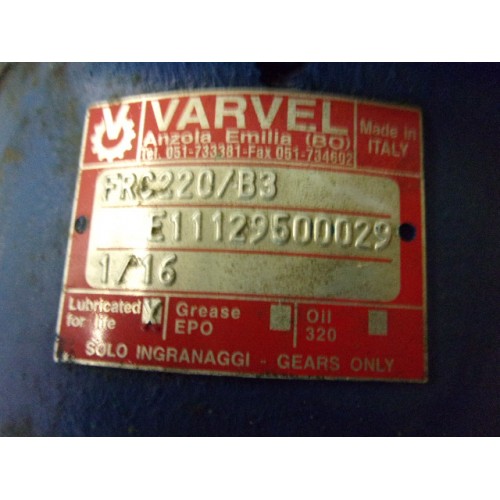 VARVEL
Anzola Emilia (BO)
Tel. 051-733381-Fax 051-734602
Made in
ITALY
FRC220/B3
E11129500029
1/16
Lubricated
for life
Grease
EPO
Oil
320
SOLO INGRANAGGI - GEARS ONLY